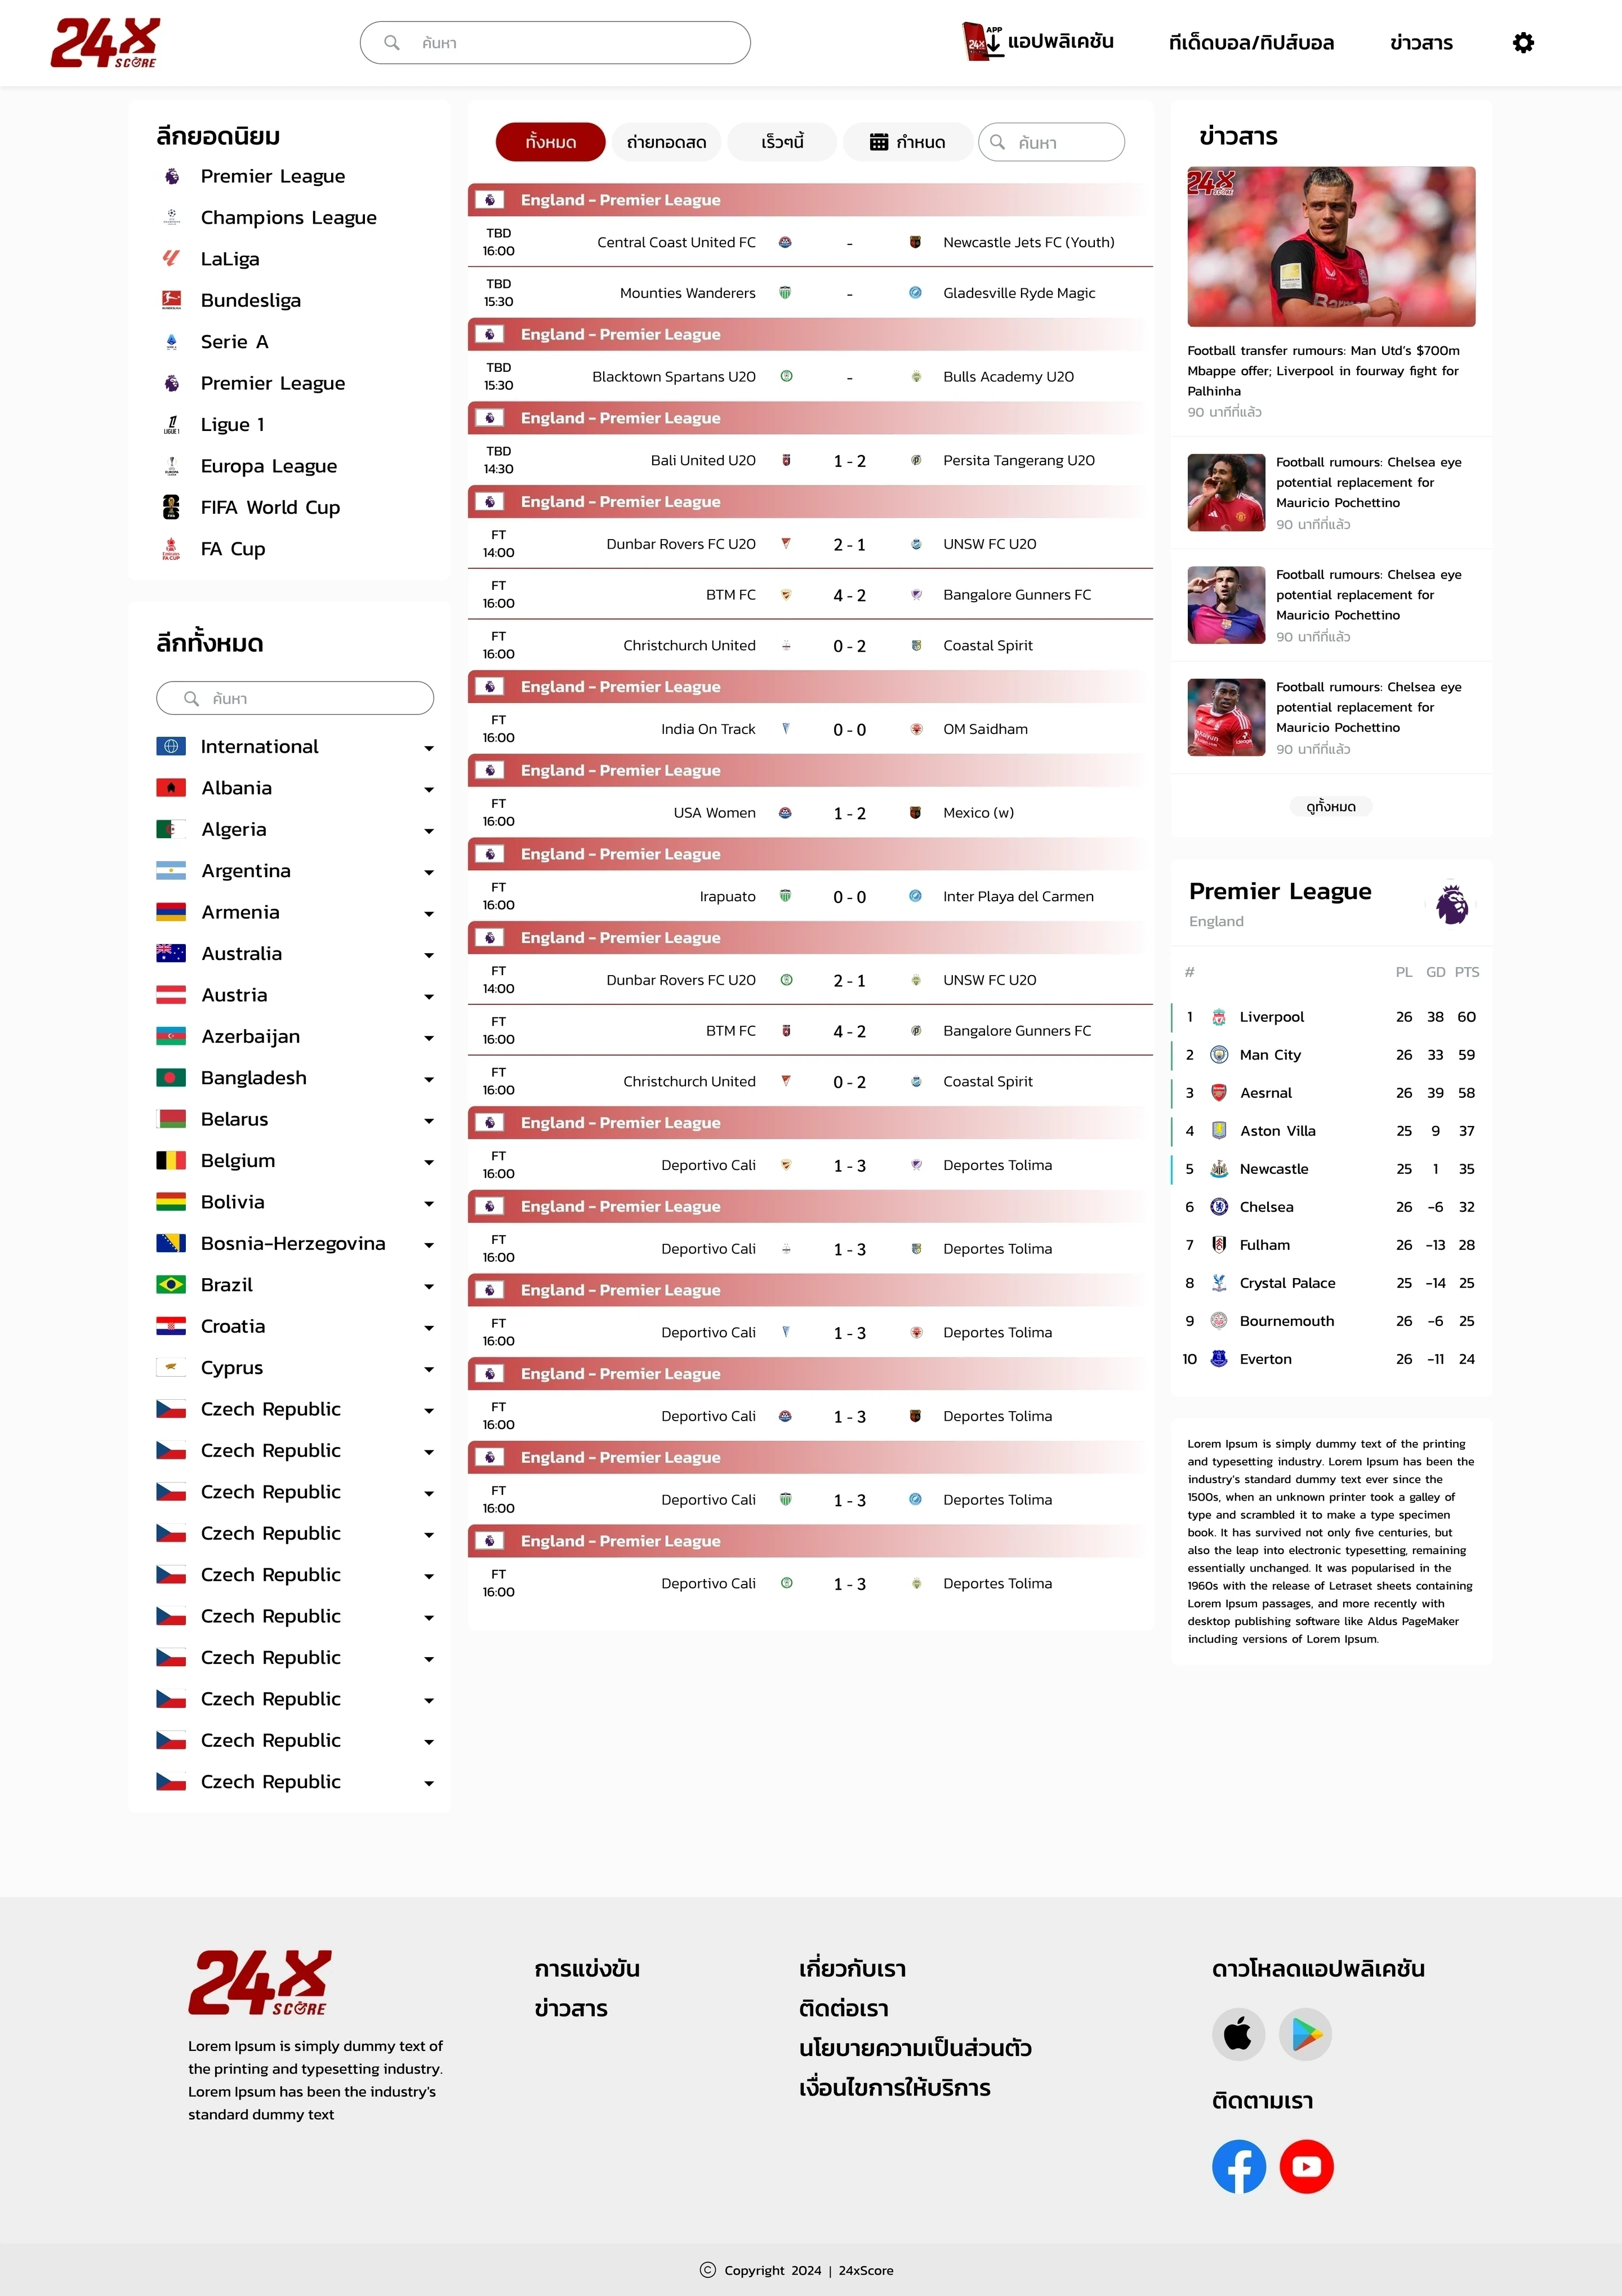 24X SCORE
ค้นหา
APP
แอปพลิเคชัน
ทีเด็ดบอล/ทิปส์บอล
ข่าวสาร
ลีกยอดนิยม
Premier League
Champions League
LaLiga
Bundesliga
Serie A
Premier League
Ligue 1
Europa League
FIFA World Cup
FA Cup
ลีกทั้งหมด
ค้นหา
International
Albania
Algeria
Argentina
Armenia
Australia
Austria
Azerbaijan
Bangladesh
Belarus
Belgium
Bolivia
Bosnia-Herzegovina
Brazil
Croatia
Cyprus
Czech Republic
Czech Republic
Czech Republic
Czech Republic
Czech Republic
Czech Republic
Czech Republic
Czech Republic
Czech Republic
Czech Republic
ทั้งหมด
ถ่ายทอดสด
เร็วๆนี้
กำหนด
ค้นหา
England - Premier League
TBD 16:00 Central Coast United FC - Newcastle Jets FC (Youth)
TBD 15:30 Mounties Wanderers - Gladesville Ryde Magic
England - Premier League
TBD 15:30 Blacktown Spartans U20 - Bulls Academy U20
England - Premier League
TBD 14:30 Bali United U20 1 - 2 Persita Tangerang U20
England - Premier League
FT 14:00 Dunbar Rovers FC U20 2 - 1 UNSW FC U20
FT 16:00 BTM FC 4 - 2 Bangalore Gunners FC
FT 16:00 Christchurch United 0 - 2 Coastal Spirit
England - Premier League
FT 16:00 India On Track 0 - 0 OM Saidham
England - Premier League
FT 16:00 USA Women 1 - 2 Mexico (w)
England - Premier League
FT 16:00 Irapuato 0 - 0 Inter Playa del Carmen
England - Premier League
FT 14:00 Dunbar Rovers FC U20 2 - 1 UNSW FC U20
FT 16:00 BTM FC 4 - 2 Bangalore Gunners FC
FT 16:00 Christchurch United 0 - 2 Coastal Spirit
England - Premier League
FT 16:00 Deportivo Cali 1 - 3 Deportes Tolima
England - Premier League
FT 16:00 Deportivo Cali 1 - 3 Deportes Tolima
England - Premier League
FT 16:00 Deportivo Cali 1 - 3 Deportes Tolima
England - Premier League
FT 16:00 Deportivo Cali 1 - 3 Deportes Tolima
England - Premier League
FT 16:00 Deportivo Cali 1 - 3 Deportes Tolima
England - Premier League
FT 16:00 Deportivo Cali 1 - 3 Deportes Tolima
ข่าวสาร
24X SCORE
Football transfer rumours: Man Utd's $700m
Mbappe offer; Liverpool in fourway fight for
Palhinha
90 นาทีที่แล้ว
Football rumours: Chelsea eye
potential replacement for
Mauricio Pochettino
90 นาทีที่แล้ว
Football rumours: Chelsea eye
potential replacement for
Mauricio Pochettino
90 นาทีที่แล้ว
Football rumours: Chelsea eye
potential replacement for
Mauricio Pochettino
90 นาทีที่แล้ว
ดูทั้งหมด
Premier League
England
# PL GD PTS
1 Liverpool 26 38 60
2 Man City 26 33 59
3 Aesrnal 26 39 58
4 Aston Villa 25 9 37
5 Newcastle 25 1 35
6 Chelsea 26 -6 32
7 Fulham 26 -13 28
8 Crystal Palace 25 -14 25
9 Bournemouth 26 -6 25
10 Everton 26 -11 24
Lorem Ipsum is simply dummy text of the printing
and typesetting industry. Lorem Ipsum has been the
industry's standard dummy text ever since the
1500s, when an unknown printer took a galley of
type and scrambled it to make a type specimen
book. It has survived not only five centuries, but
also the leap into electronic typesetting, remaining
essentially unchanged. It was popularised in the
1960s with the release of Letraset sheets containing
Lorem Ipsum passages, and more recently with
desktop publishing software like Aldus PageMaker
including versions of Lorem Ipsum.
24X SCORE
Lorem Ipsum is simply dummy text of
the printing and typesetting industry.
Lorem Ipsum has been the industry's
standard dummy text
การแข่งขัน
ข่าวสาร
เกี่ยวกับเรา
ติดต่อเรา
นโยบายความเป็นส่วนตัว
เงื่อนไขการให้บริการ
ดาวโหลดแอปพลิเคชัน
ติดตามเรา
© Copyright 2024 | 24xScore